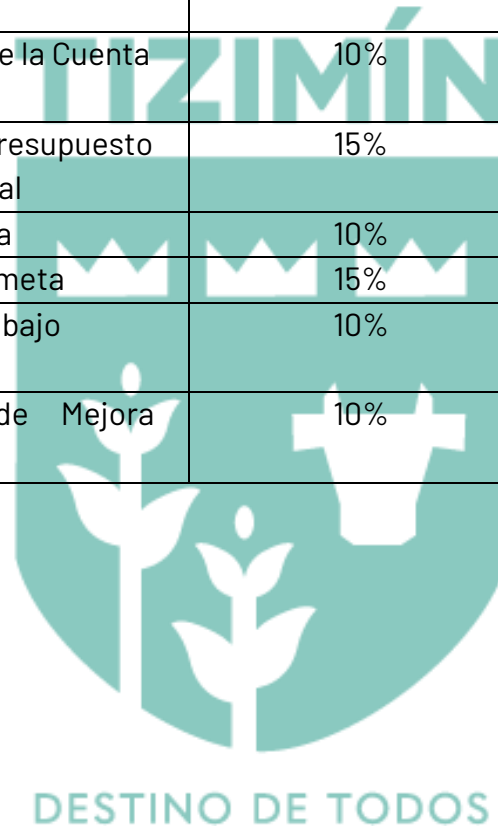 TIZIMÍN
e la Cuenta 10%
resupuesto 15%
al
a 10%
meta 15%
bajo 10%
de Mejora 10%
DESTINO DE TODOS